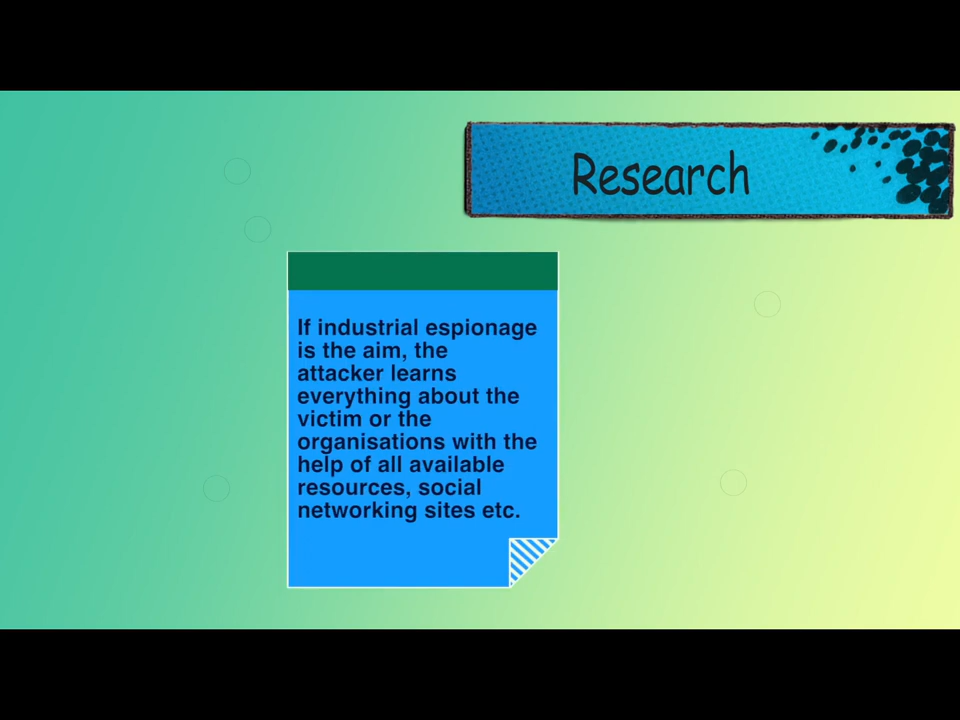 Research
If industrial espionage
is the aim, the
attacker learns
everything about the
victim or the
organisations with the
help of all available
resources, social
networking sites etc.